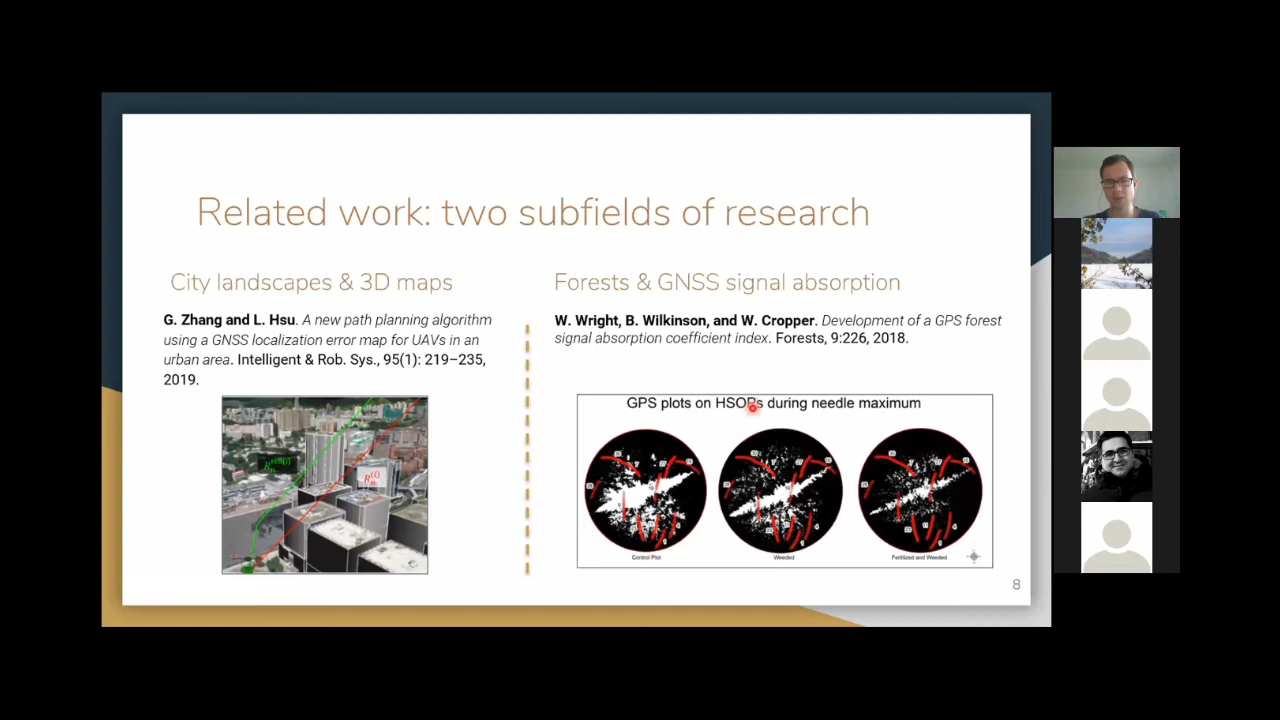 Related work: two subfields of research
City landscapes & 3D maps
G. Zhang and L. Hsu. A new path planning algorithm
using a GNSS localization error map for UAVs in an
urban area. Intelligent & Rob. Sys., 95(1): 219–235,
2019.
Forests & GNSS signal absorption
W. Wright, B. Wilkinson, and W. Cropper. Development of a GPS forest
signal absorption coefficient index. Forests, 9:226, 2018.
GPS plots on HSOPs during needle maximum
Control Plot
Weeded
Fertilized and Weeded
8